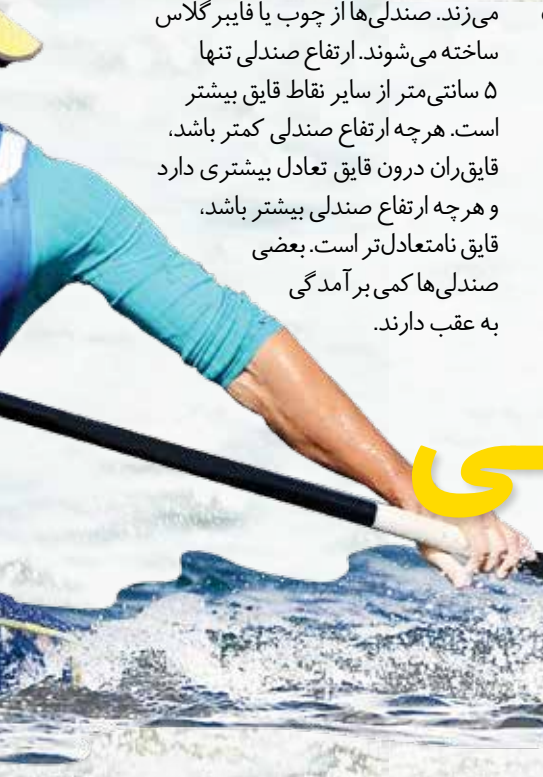 می‌زند. صندلی‌ها از چوب یا فایبرگلاس
ساخته می‌شوند. ارتفاع صندلی تنها
۵ سانتی‌متر از سایر نقاط قایق بیشتر
است. هرچه ارتفاع صندلی کمتر باشد،
قایق‌ران درون قایق تعادل بیشتری دارد
و هرچه ارتفاع صندلی بیشتر باشد،
قایق نامتعادل‌تر است. بعضی
صندلی‌ها کمی برآمدگی
به عقب دارند.
ی